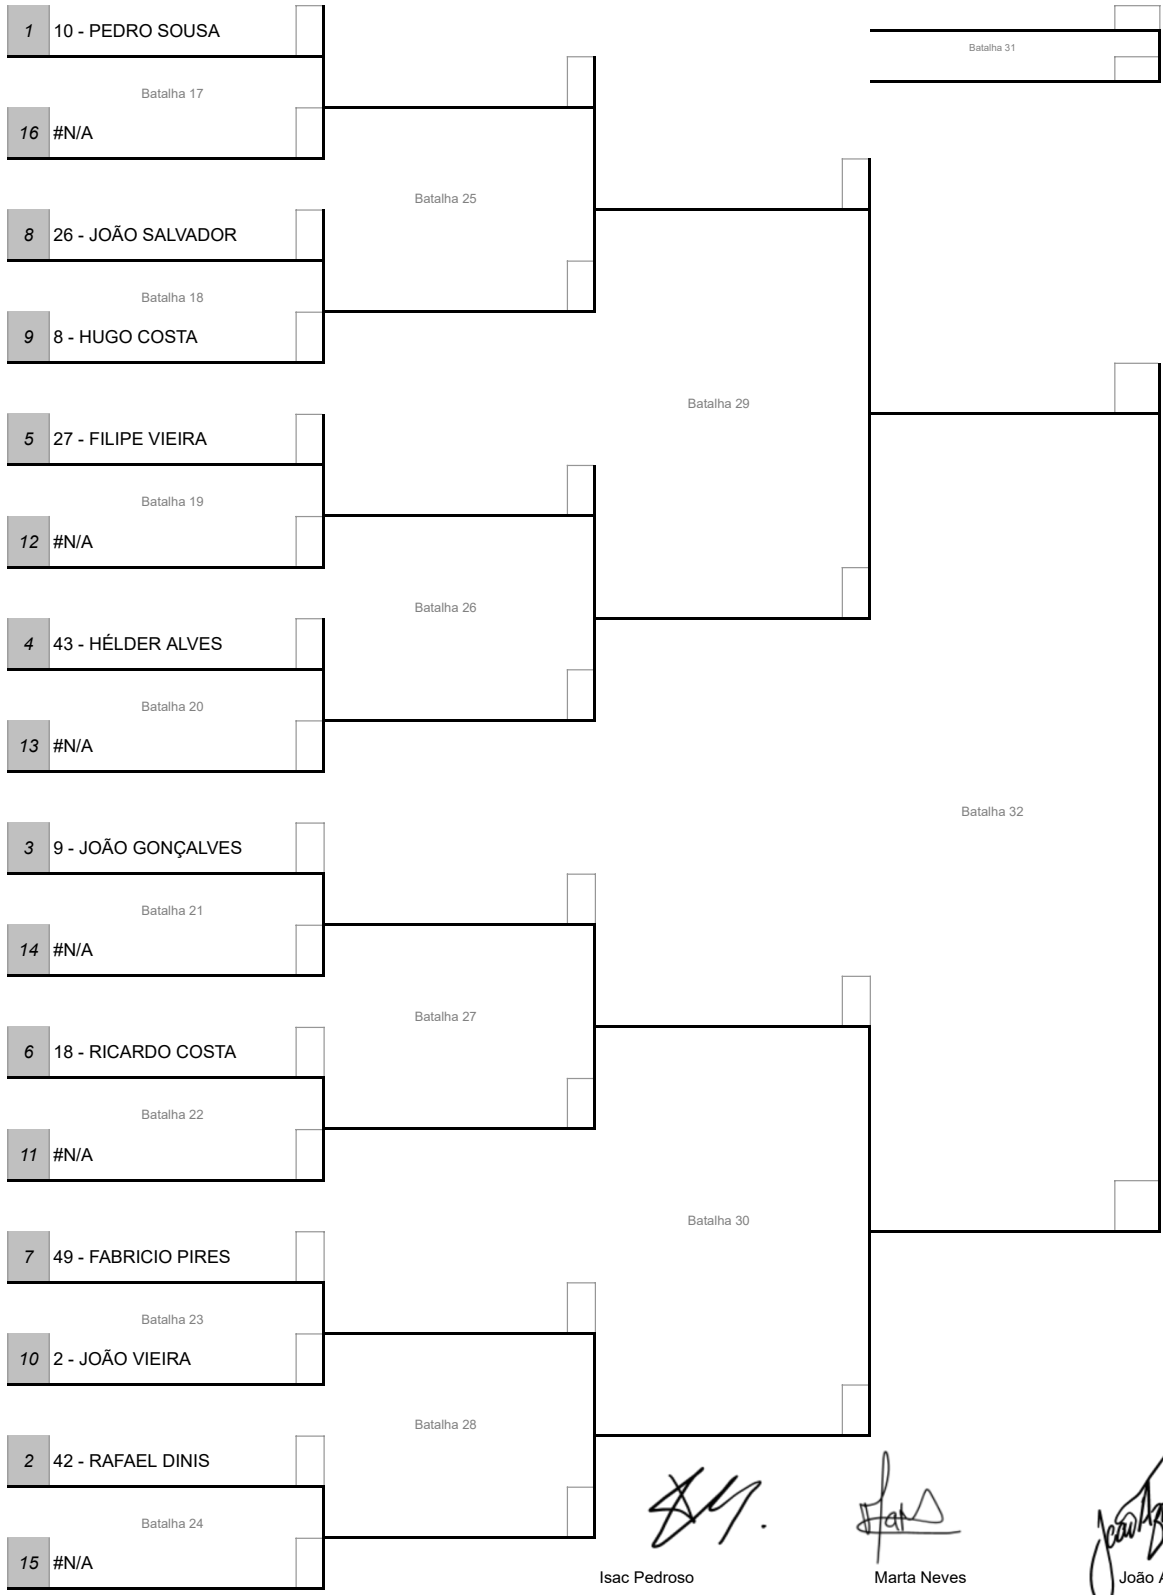 1 10 - PEDRO SOUSA
Batalha 31
Batalha 17
16 #N/A
Batalha 25
8 26 - JOÃO SALVADOR
Batalha 18
9 8 - HUGO COSTA
Batalha 29
5 27 - FILIPE VIEIRA
Batalha 19
12 #N/A
Batalha 26
4 43 - HÉLDER ALVES
Batalha 20
13 #N/A
Batalha 32
3 9 - JOÃO GONÇALVES
Batalha 21
14 #N/A
Batalha 27
6 18 - RICARDO COSTA
Batalha 22
11 #N/A
Batalha 30
7 49 - FABRICIO PIRES
Batalha 23
10 2 - JOÃO VIEIRA
Batalha 28
2 42 - RAFAEL DINIS
Batalha 24
15 #N/A
Isac Pedroso
Marta Neves
João A